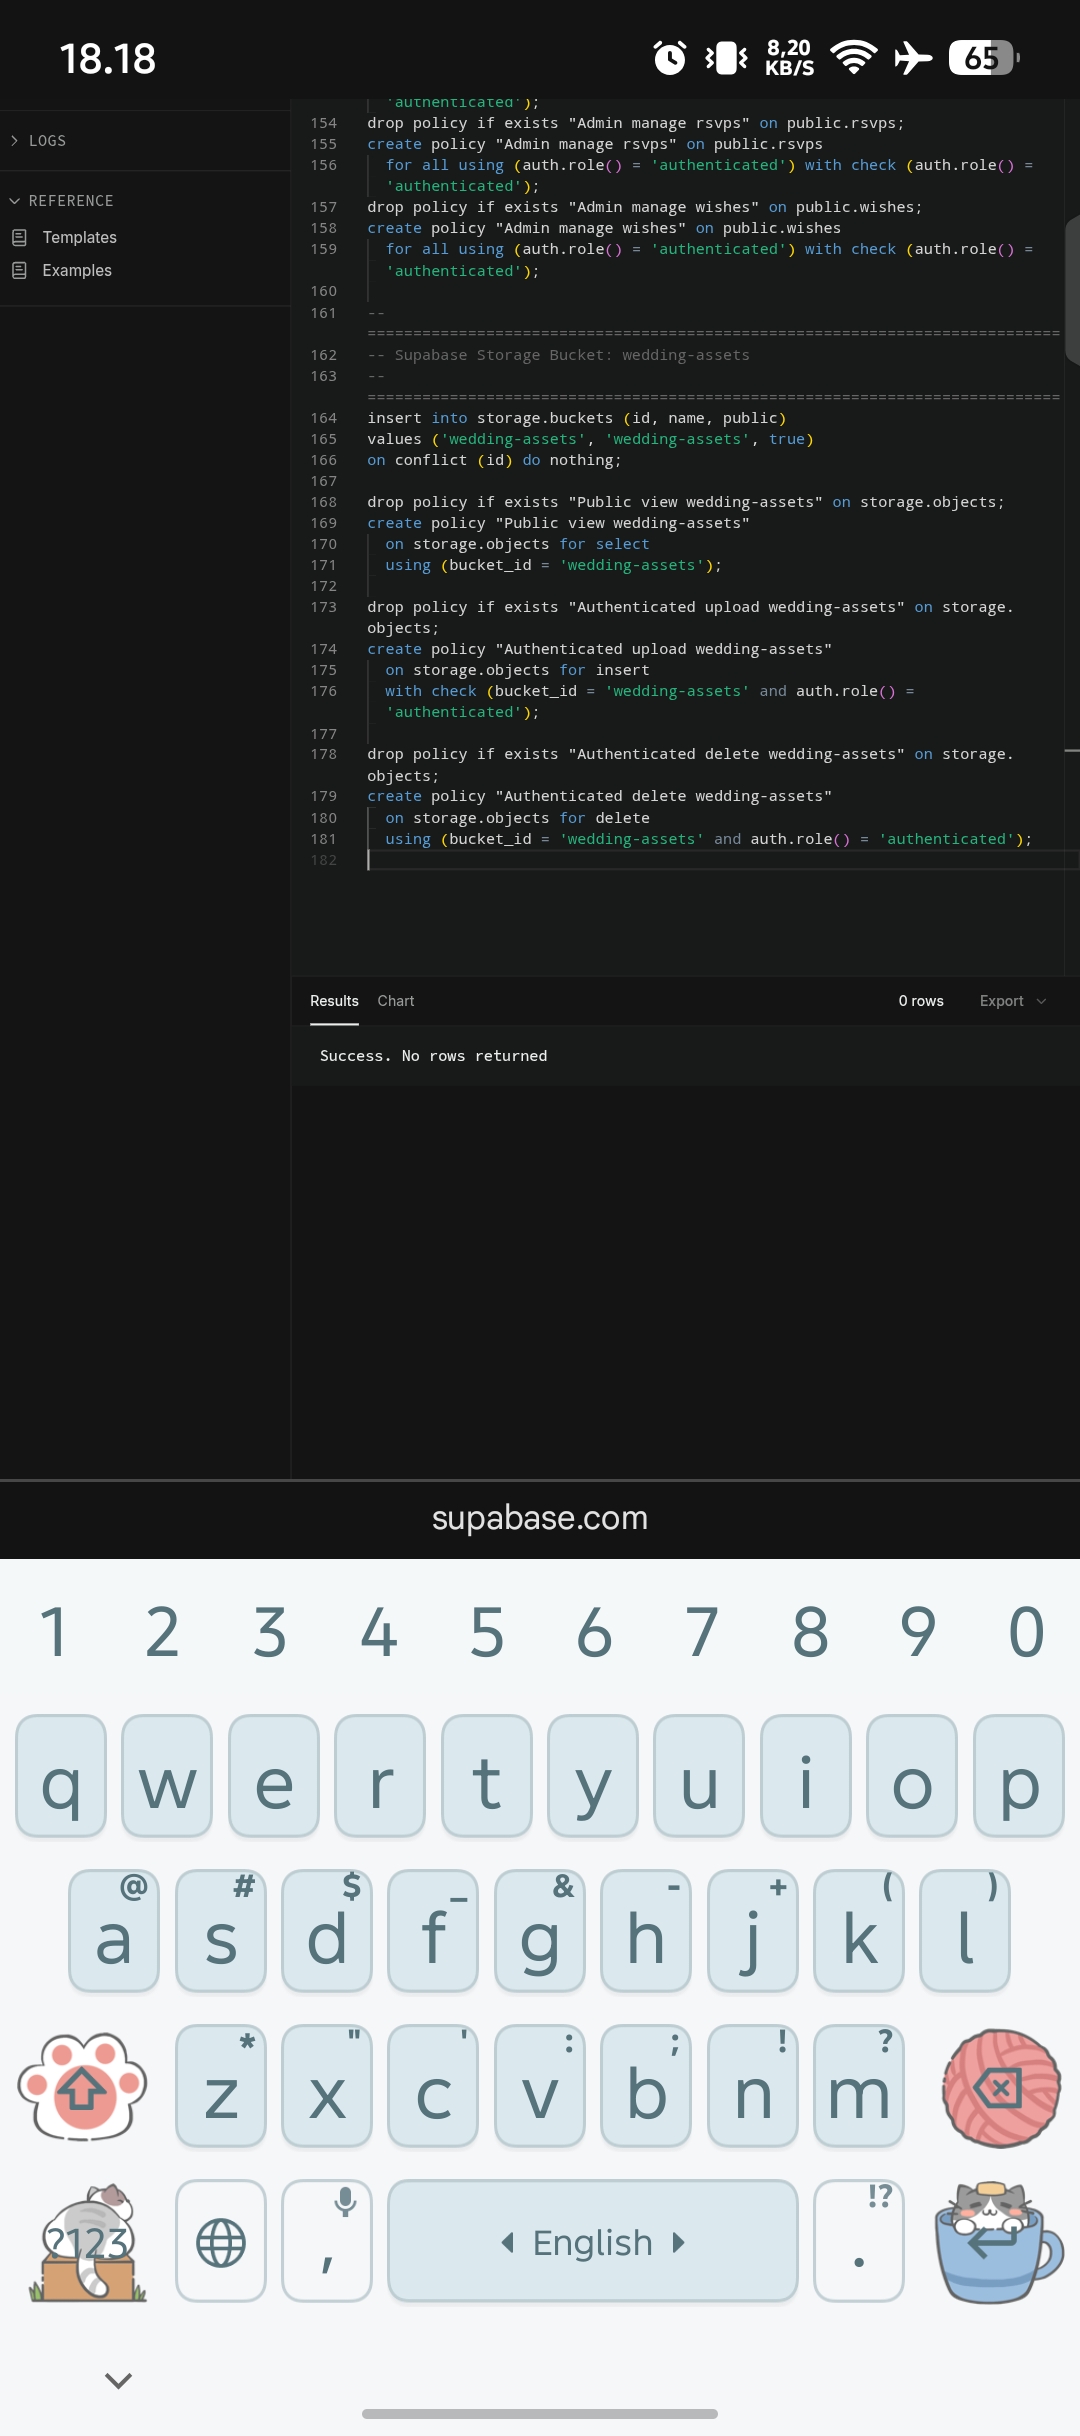 18.18
8,20
KB/S
65
LOGS
REFERENCE
Templates
Examples
'authenticated');
154 drop policy if exists "Admin manage rsvps" on public.rsvps;
155 create policy "Admin manage rsvps" on public.rsvps
156 for all using (auth.role() = 'authenticated') with check (auth.role() =
'authenticated');
157 drop policy if exists "Admin manage wishes" on public.wishes;
158 create policy "Admin manage wishes" on public.wishes
159 for all using (auth.role() = 'authenticated') with check (auth.role() =
'authenticated');
160
161 --
============================================================================
162 -- Supabase Storage Bucket: wedding-assets
163 --
============================================================================
164 insert into storage.buckets (id, name, public)
165 values ('wedding-assets', 'wedding-assets', true)
166 on conflict (id) do nothing;
167
168 drop policy if exists "Public view wedding-assets" on storage.objects;
169 create policy "Public view wedding-assets"
170 on storage.objects for select
171 using (bucket_id = 'wedding-assets');
172
173 drop policy if exists "Authenticated upload wedding-assets" on storage.
objects;
174 create policy "Authenticated upload wedding-assets"
175 on storage.objects for insert
176 with check (bucket_id = 'wedding-assets' and auth.role() =
'authenticated');
177
178 drop policy if exists "Authenticated delete wedding-assets" on storage.
objects;
179 create policy "Authenticated delete wedding-assets"
180 on storage.objects for delete
181 using (bucket_id = 'wedding-assets' and auth.role() = 'authenticated');
182
Results Chart 0 rows Export
Success. No rows returned
supabase.com
1 2 3 4 5 6 7 8 9 0
q w e r t y u i o p
@ # $ _ & - + ( )
a s d f g h j k l
* " ' : ; ! ?
z x c v b n m
!?
?123 , English .